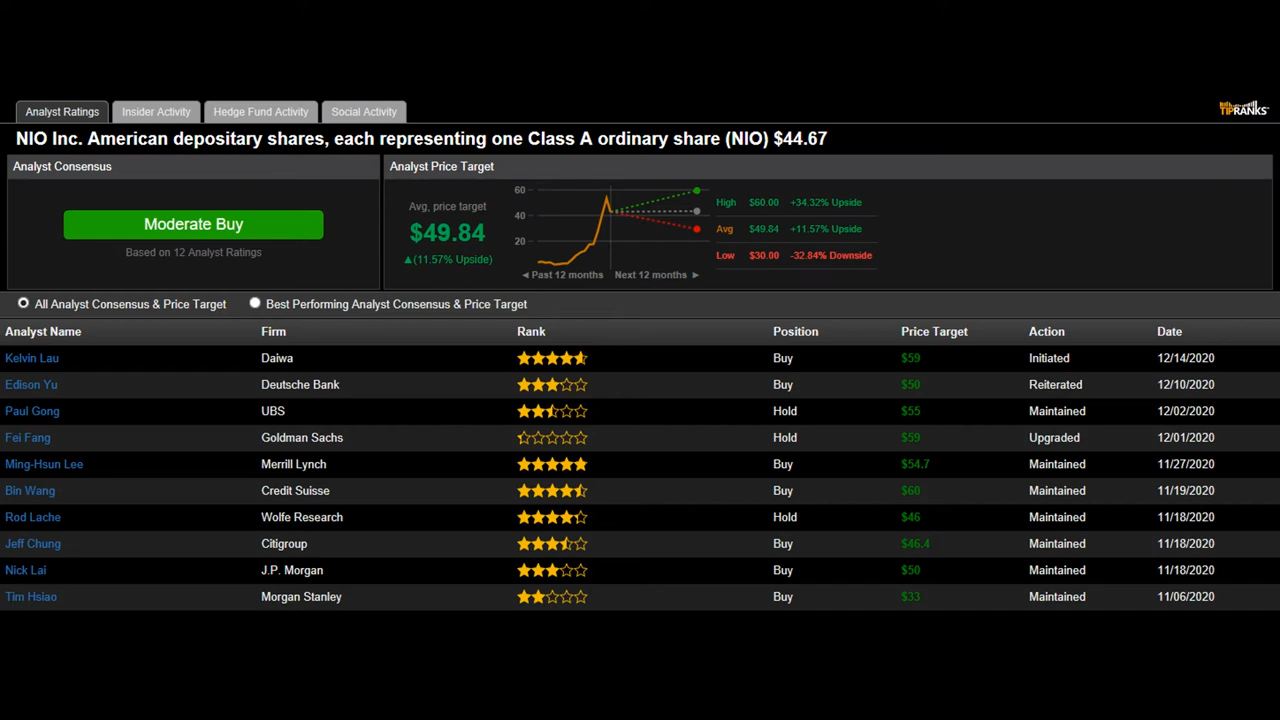 Analyst Ratings Insider Activity Hedge Fund Activity Social Activity
TIPRANKS
NIO Inc. American depositary shares, each representing one Class A ordinary share (NIO) $44.67
Analyst Consensus
Moderate Buy
Based on 12 Analyst Ratings
Analyst Price Target
Avg, price target
$49.84
▲(11.57% Upside)
60
40
20
◄ Past 12 months Next 12 months ►
High $60.00 +34.32% Upside
Avg $49.84 +11.57% Upside
Low $30.00 -32.84% Downside
All Analyst Consensus & Price Target Best Performing Analyst Consensus & Price Target
Analyst Name Firm Rank Position Price Target Action Date
Kelvin Lau Daiwa Buy $59 Initiated 12/14/2020
Edison Yu Deutsche Bank Buy $50 Reiterated 12/10/2020
Paul Gong UBS Hold $55 Maintained 12/02/2020
Fei Fang Goldman Sachs Hold $59 Upgraded 12/01/2020
Ming-Hsun Lee Merrill Lynch Buy $54.7 Maintained 11/27/2020
Bin Wang Credit Suisse Buy $60 Maintained 11/19/2020
Rod Lache Wolfe Research Hold $46 Maintained 11/18/2020
Jeff Chung Citigroup Buy $46.4 Maintained 11/18/2020
Nick Lai J.P. Morgan Buy $50 Maintained 11/18/2020
Tim Hsiao Morgan Stanley Buy $33 Maintained 11/06/2020